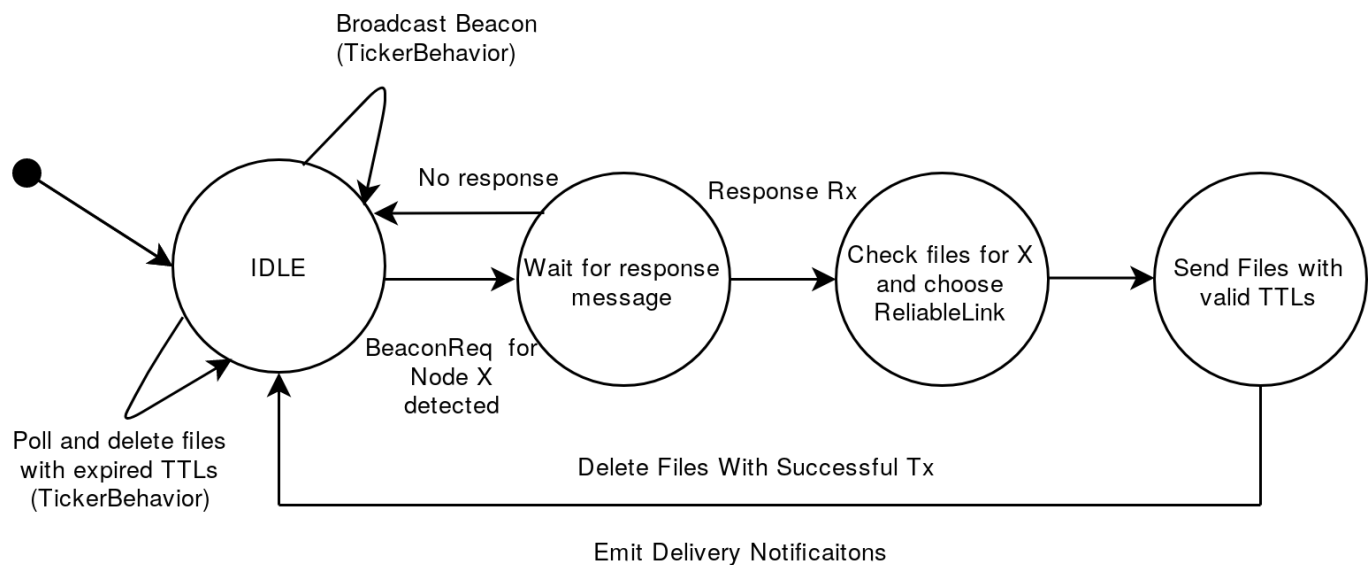 Broadcast Beacon
(TickerBehavior)
No response
Response Rx
IDLE
Wait for response
message
Check files for X
and choose
ReliableLink
Send Files with
valid TTLs
BeaconReq for
Node X
detected
Poll and delete files
with expired TTLs
(TickerBehavior)
Delete Files With Successful Tx
Emit Delivery Notificaitons